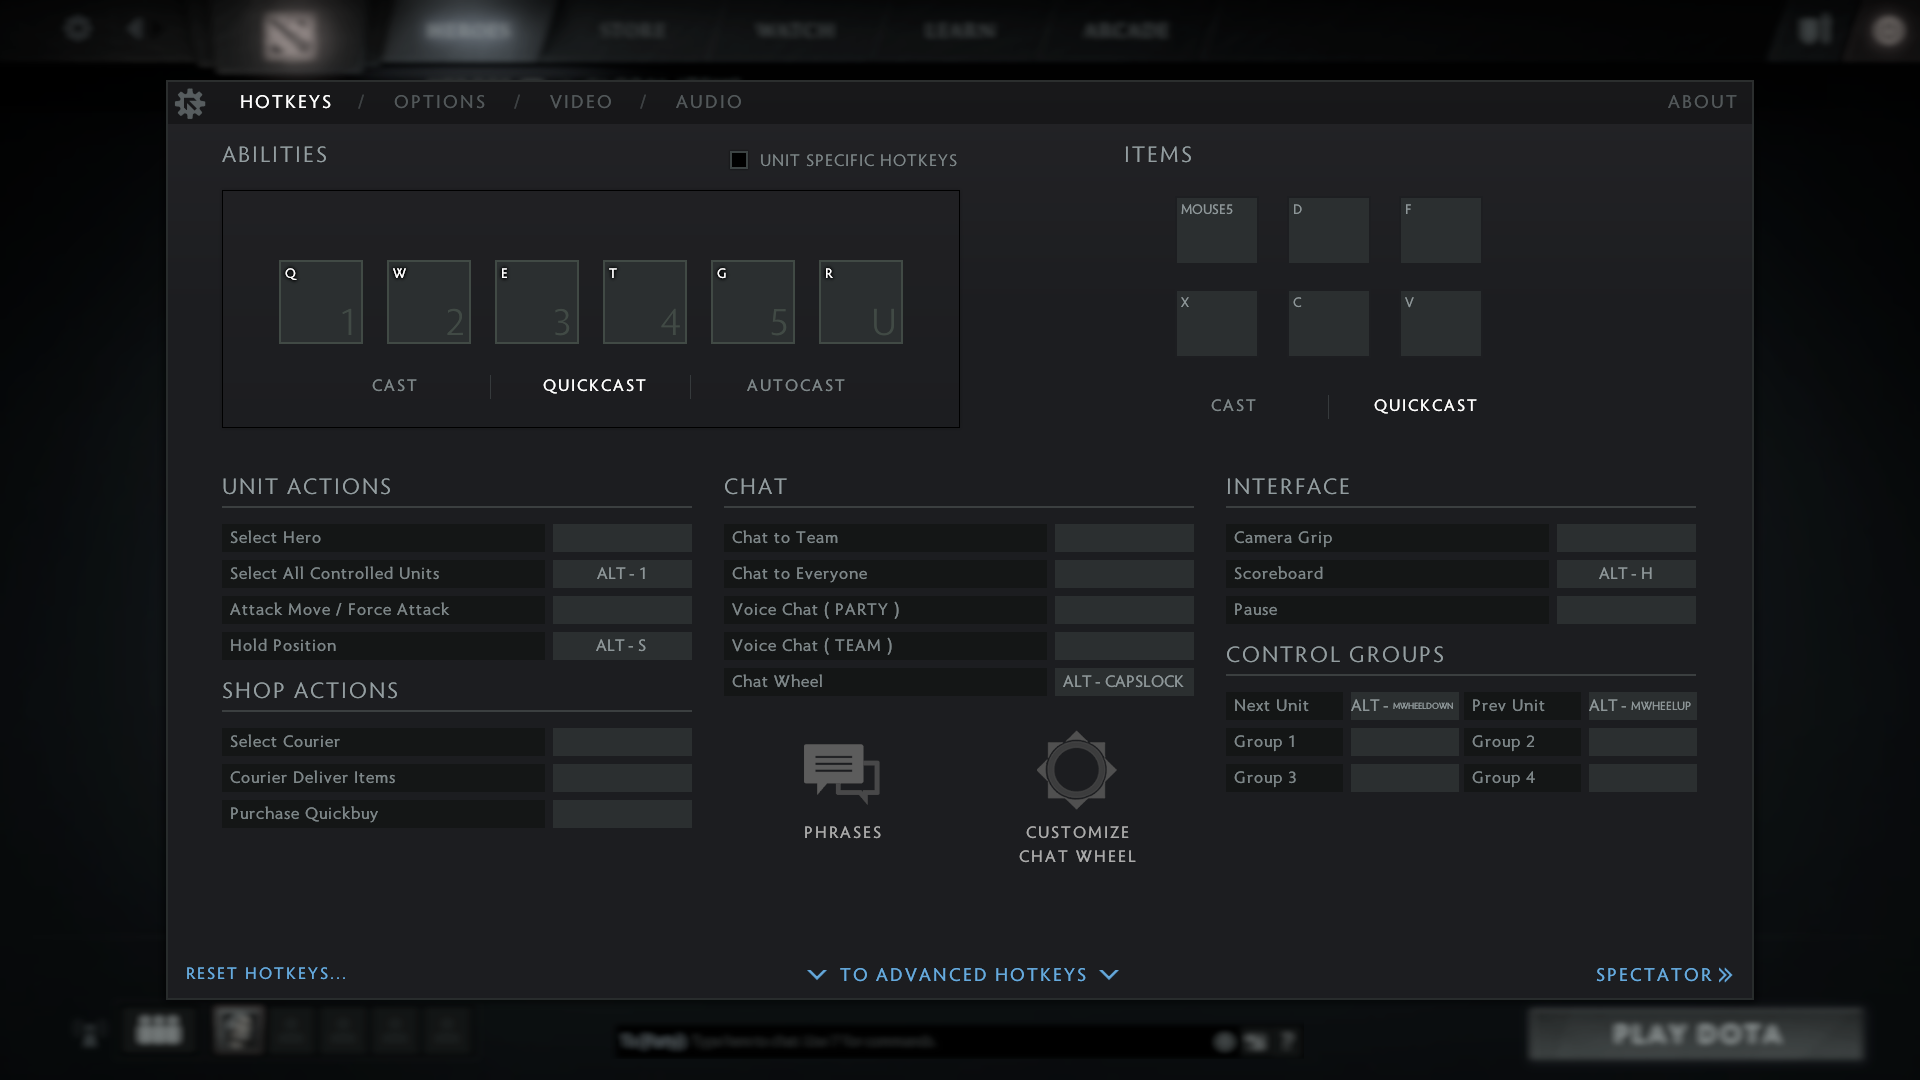 HEROES
STORE
WATCH
LEARN
ARCADE
HOTKEYS / OPTIONS / VIDEO / AUDIO
ABOUT
ABILITIES
UNIT SPECIFIC HOTKEYS
Q
1
W
2
E
3
T
4
G
5
R
U
CAST
QUICKCAST
AUTOCAST
ITEMS
MOUSE5
D
F
X
C
V
CAST
QUICKCAST
UNIT ACTIONS
Select Hero
Select All Controlled Units ALT - 1
Attack Move / Force Attack
Hold Position ALT - S
SHOP ACTIONS
Select Courier
Courier Deliver Items
Purchase Quickbuy
CHAT
Chat to Team
Chat to Everyone
Voice Chat ( PARTY )
Voice Chat ( TEAM )
Chat Wheel ALT - CAPSLOCK
PHRASES
CUSTOMIZE
CHAT WHEEL
INTERFACE
Camera Grip
Scoreboard ALT - H
Pause
CONTROL GROUPS
Next Unit ALT - MWHEELDOWN Prev Unit ALT - MWHEELUP
Group 1 Group 2
Group 3 Group 4
RESET HOTKEYS...
TO ADVANCED HOTKEYS
SPECTATOR
PLAY DOTA